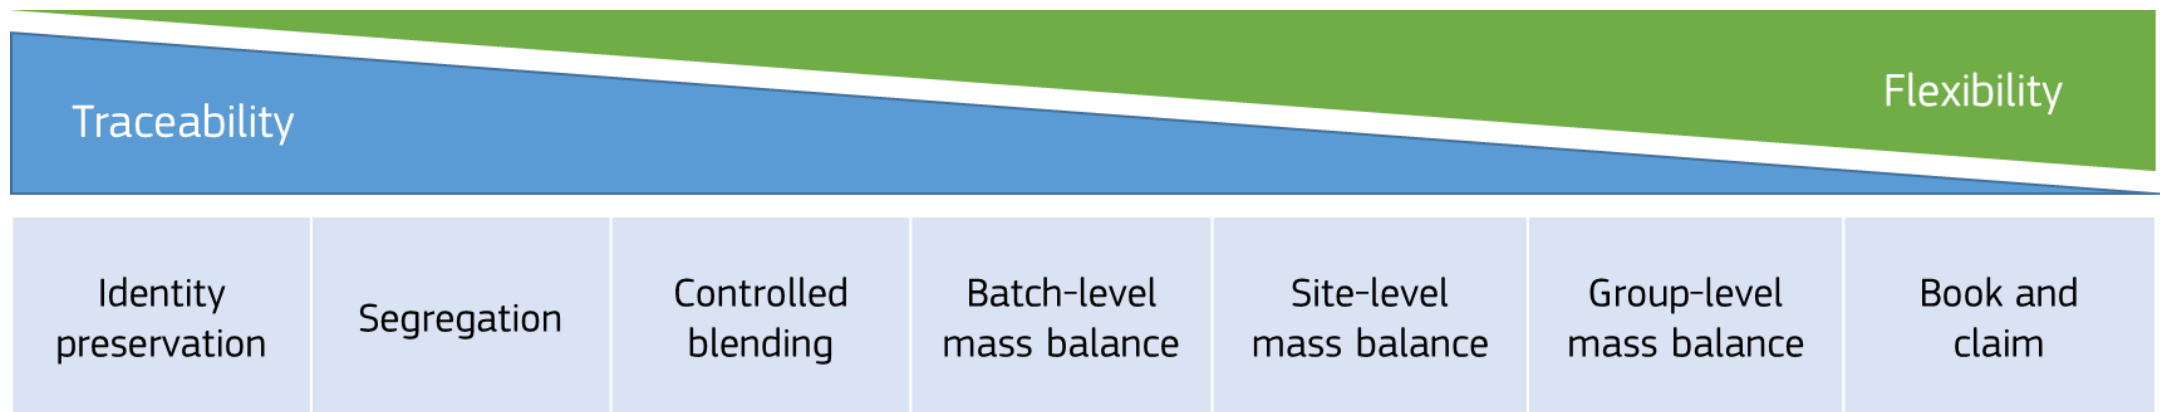 Flexibility
Traceability
Identity
preservation
Segregation
Controlled
blending
Batch-level
mass balance
Site-level
mass balance
Group-level
mass balance
Book and
claim